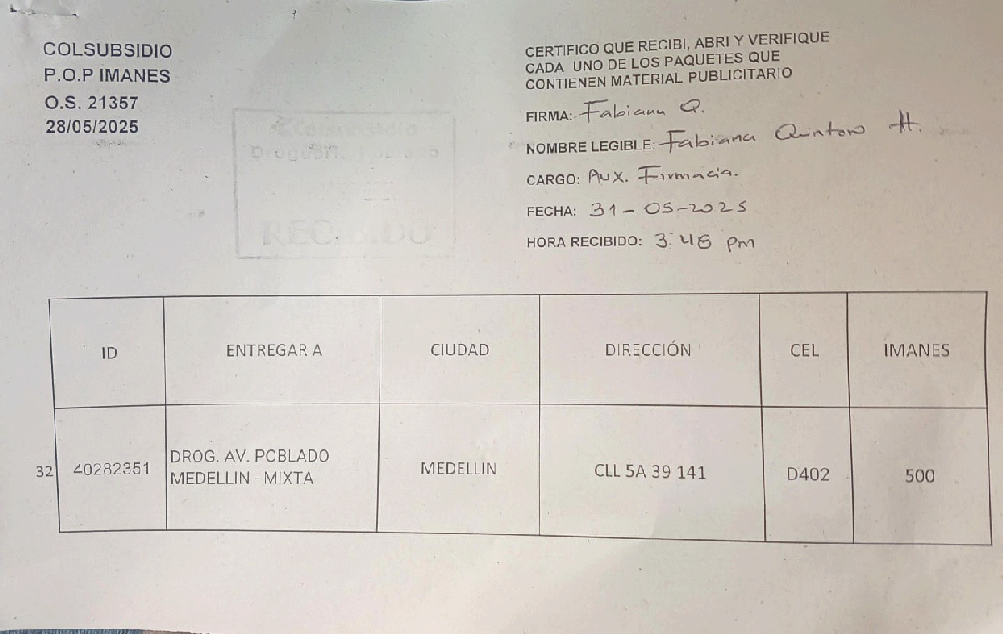 COLSUBSIDIO
P.O.P IMANES
O.S. 21357
28/05/2025
CERTIFICO QUE RECIBI, ABRI Y VERIFIQUE
CADA UNO DE LOS PAQUETES QUE
CONTIENEN MATERIAL PUBLICITARIO
FIRMA: Fabiana Q.
NOMBRE LEGIBLE: Fabiana Quintero H.
CARGO: Aux. Firmacia.
FECHA: 31-05-2025
HORA RECIBIDO: 3:48 pm
Colsubsidio
RECIBIDO
ID ENTREGAR A CIUDAD DIRECCIÓN CEL IMANES
32 40282351 DROG. AV. POBLADO MEDELLIN CLL 5A 39 141 D402 500
MEDELLIN MIXTA